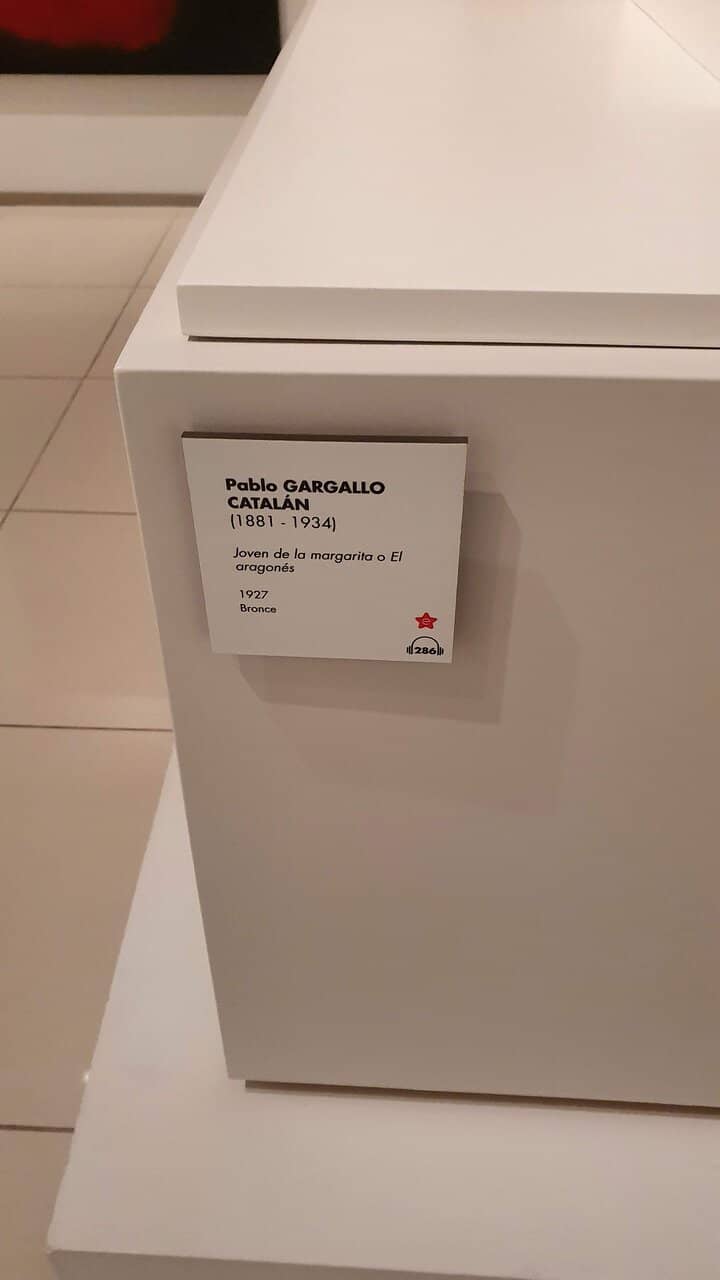 Pablo GARGALLO
CATALÁN
(1881 - 1934)
Joven de la margarita o El
aragonés
1927
Bronce
e
286